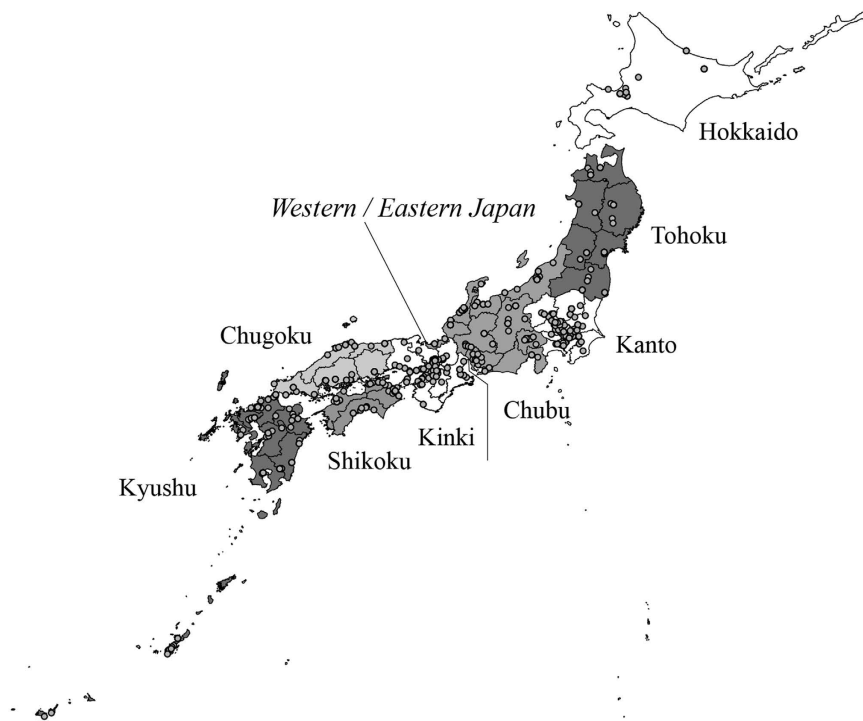 Hokkaido
Western / Eastern Japan
Tohoku
Chugoku
Kanto
Chubu
Kinki
Shikoku
Kyushu